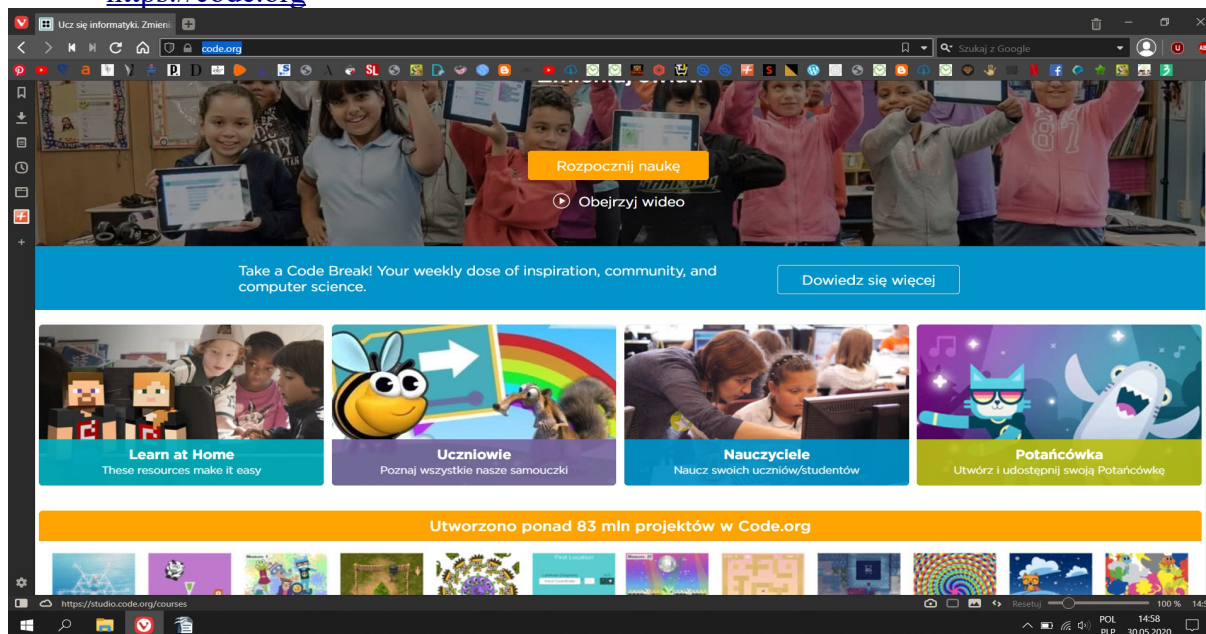 https://code.org
Ucz się informatyki. Zmieni
code.org
Szukaj z Google
Rozpocznij naukę
Obejrzyj wideo
Take a Code Break! Your weekly dose of inspiration, community, and
computer science.
Dowiedz się więcej
Learn at Home
These resources make it easy
Uczniowie
Poznaj wszystkie nasze samouczki
Nauczyciele
Naucz swoich uczniów/studentów
Potańcówka
Utwórz i udostępnij swoją Potańcówkę
Utworzono ponad 83 mln projektów w Code.org
https://studio.code.org/courses
Resetuj
100 %
14:5
POL
PLP
14:58
30.05.2020